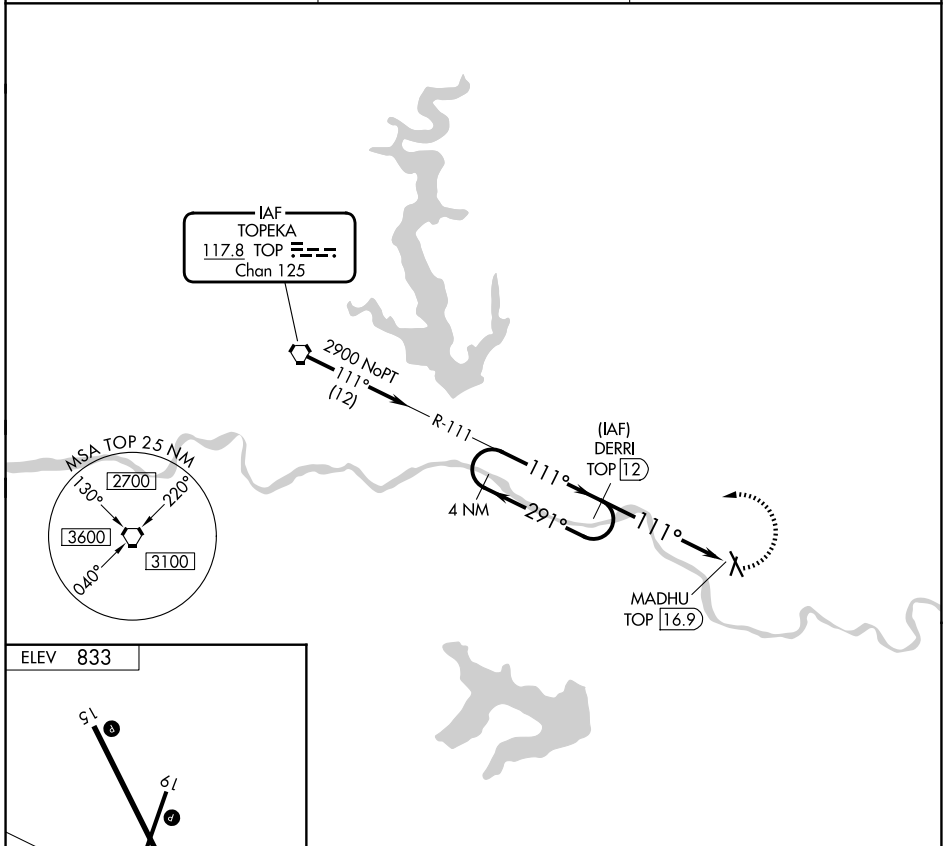 IAF
TOPEKA
117.8 TOP
Chan 125
2900 NoPT
111°
(12)
R-111
(IAF)
DERRI
TOP 12
111°
4 NM
291°
111°
MADHU
TOP 16.9
MSA TOP 25 NM
2700
130°
220°
3600
3100
040°
ELEV 833
15
P
19
P